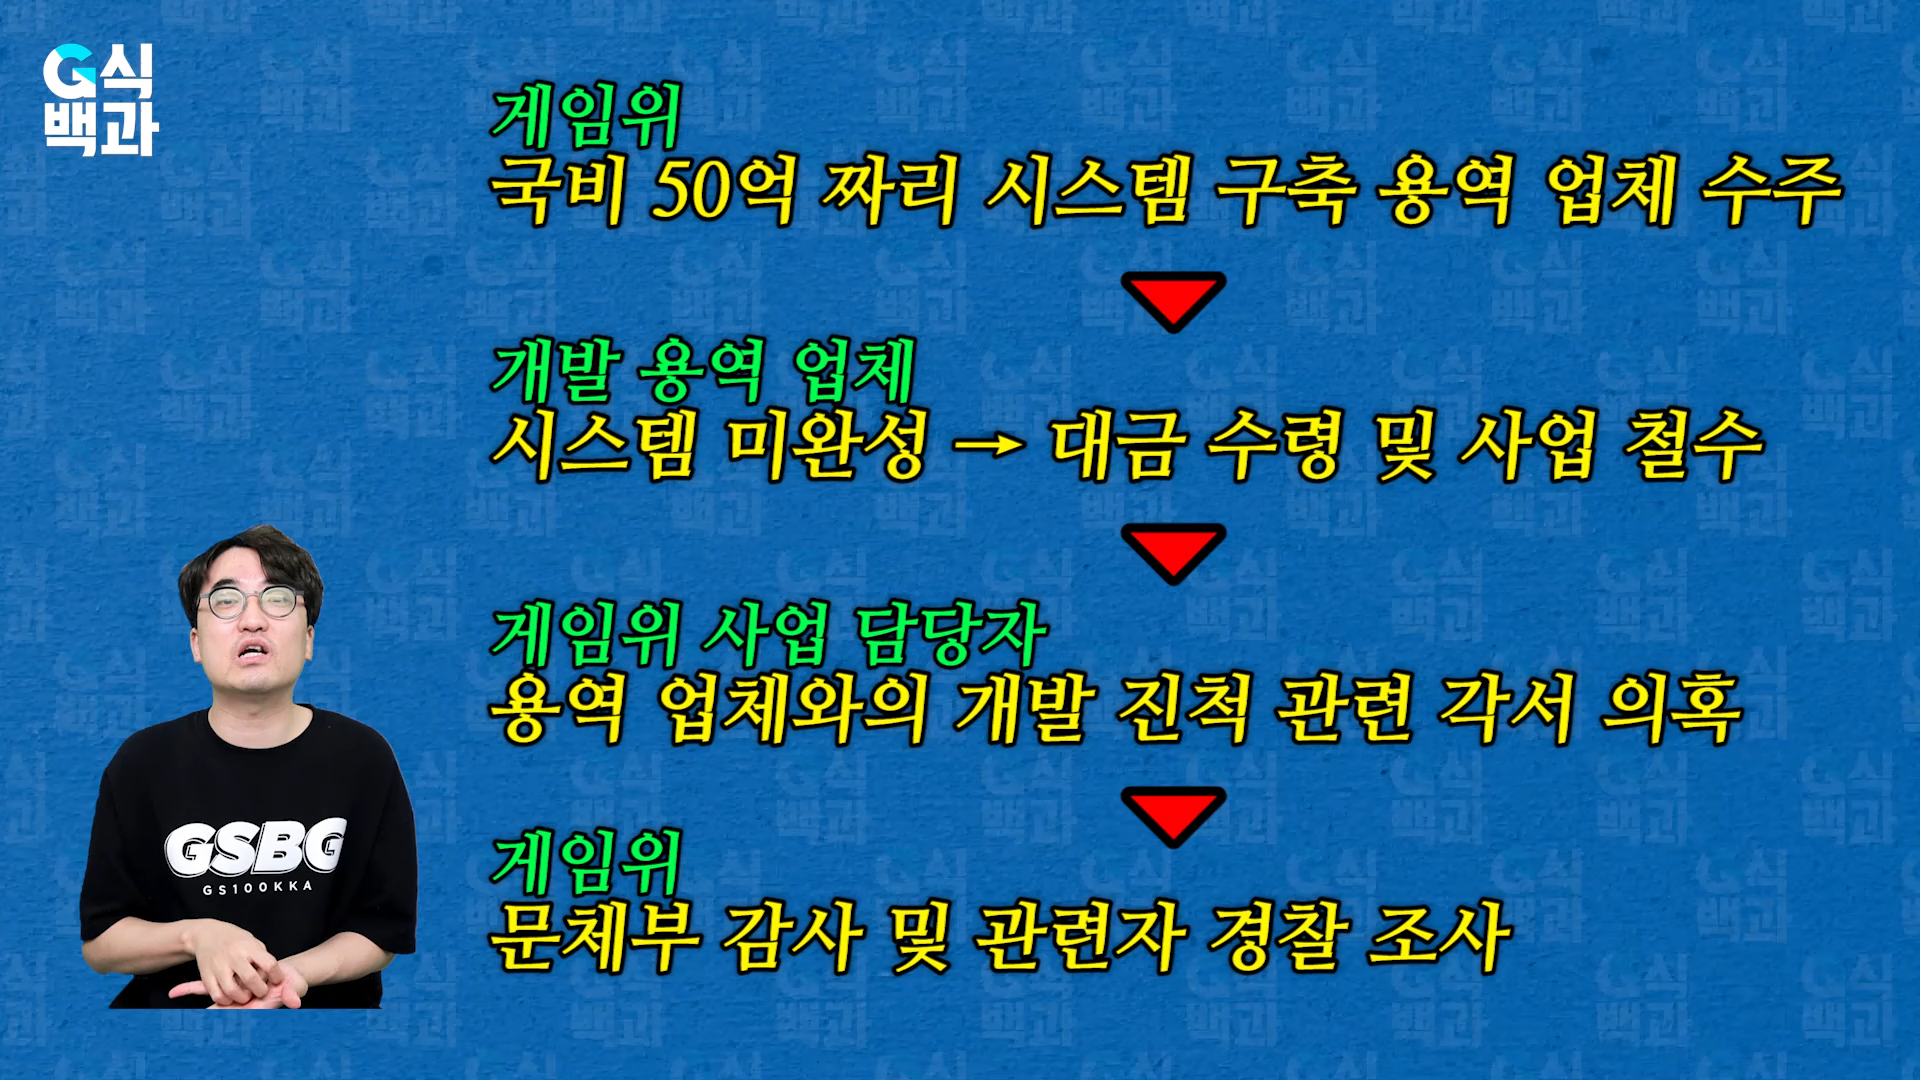 G식
백과
게임위
국비 50억 짜리 시스템 구축 용역 업체 수주
개발 용역 업체
시스템 미완성 → 대금 수령 및 사업 철수
게임위 사업 담당자
용역 업체와의 개발 진척 관련 각서 의혹
게임위
문체부 감사 및 관련자 경찰 조사
GSBG
GS100KKA